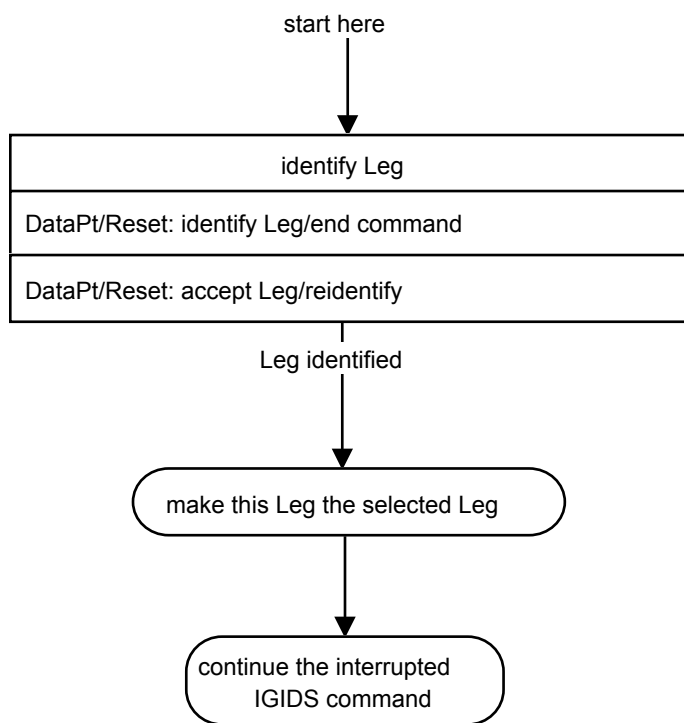 start here
identify Leg
DataPt/Reset: identify Leg/end command
DataPt/Reset: accept Leg/reidentify
Leg identified
make this Leg the selected Leg
continue the interrupted
IGIDS command